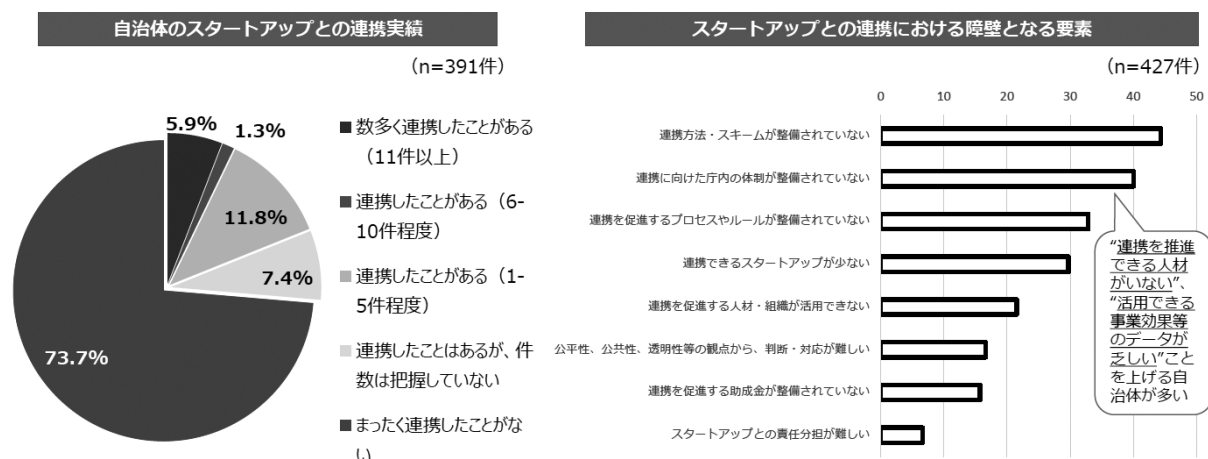 自治体のスタートアップとの連携実績
（n=391件）
5.9%
1.3%
11.8%
7.4%
73.7%
■数多く連携したことがある
（11件以上）
■連携したことがある（6-
10件程度）
■連携したことがある（1-
5件程度）
■連携したことはあるが、件
数は把握していない
■まったく連携したことがな
い
スタートアップとの連携における障壁となる要素
（n=427件）
0 10 20 30 40 50
連携方法・スキームが整備されていない
連携に向けた庁内の体制が整備されていない
連携を促進するプロセスやルールが整備されていない
連携できるスタートアップが少ない
連携を促進する人材・組織が活用できない
公平性、公共性、透明性等の観点から、判断・対応が難しい
連携を促進する助成金が整備されていない
スタートアップとの責任分担が難しい
“連携を推進
できる人材
がいない”、
“活用できる
事業効果等
のデータが
乏しい”こと
を上げる自
治体が多い